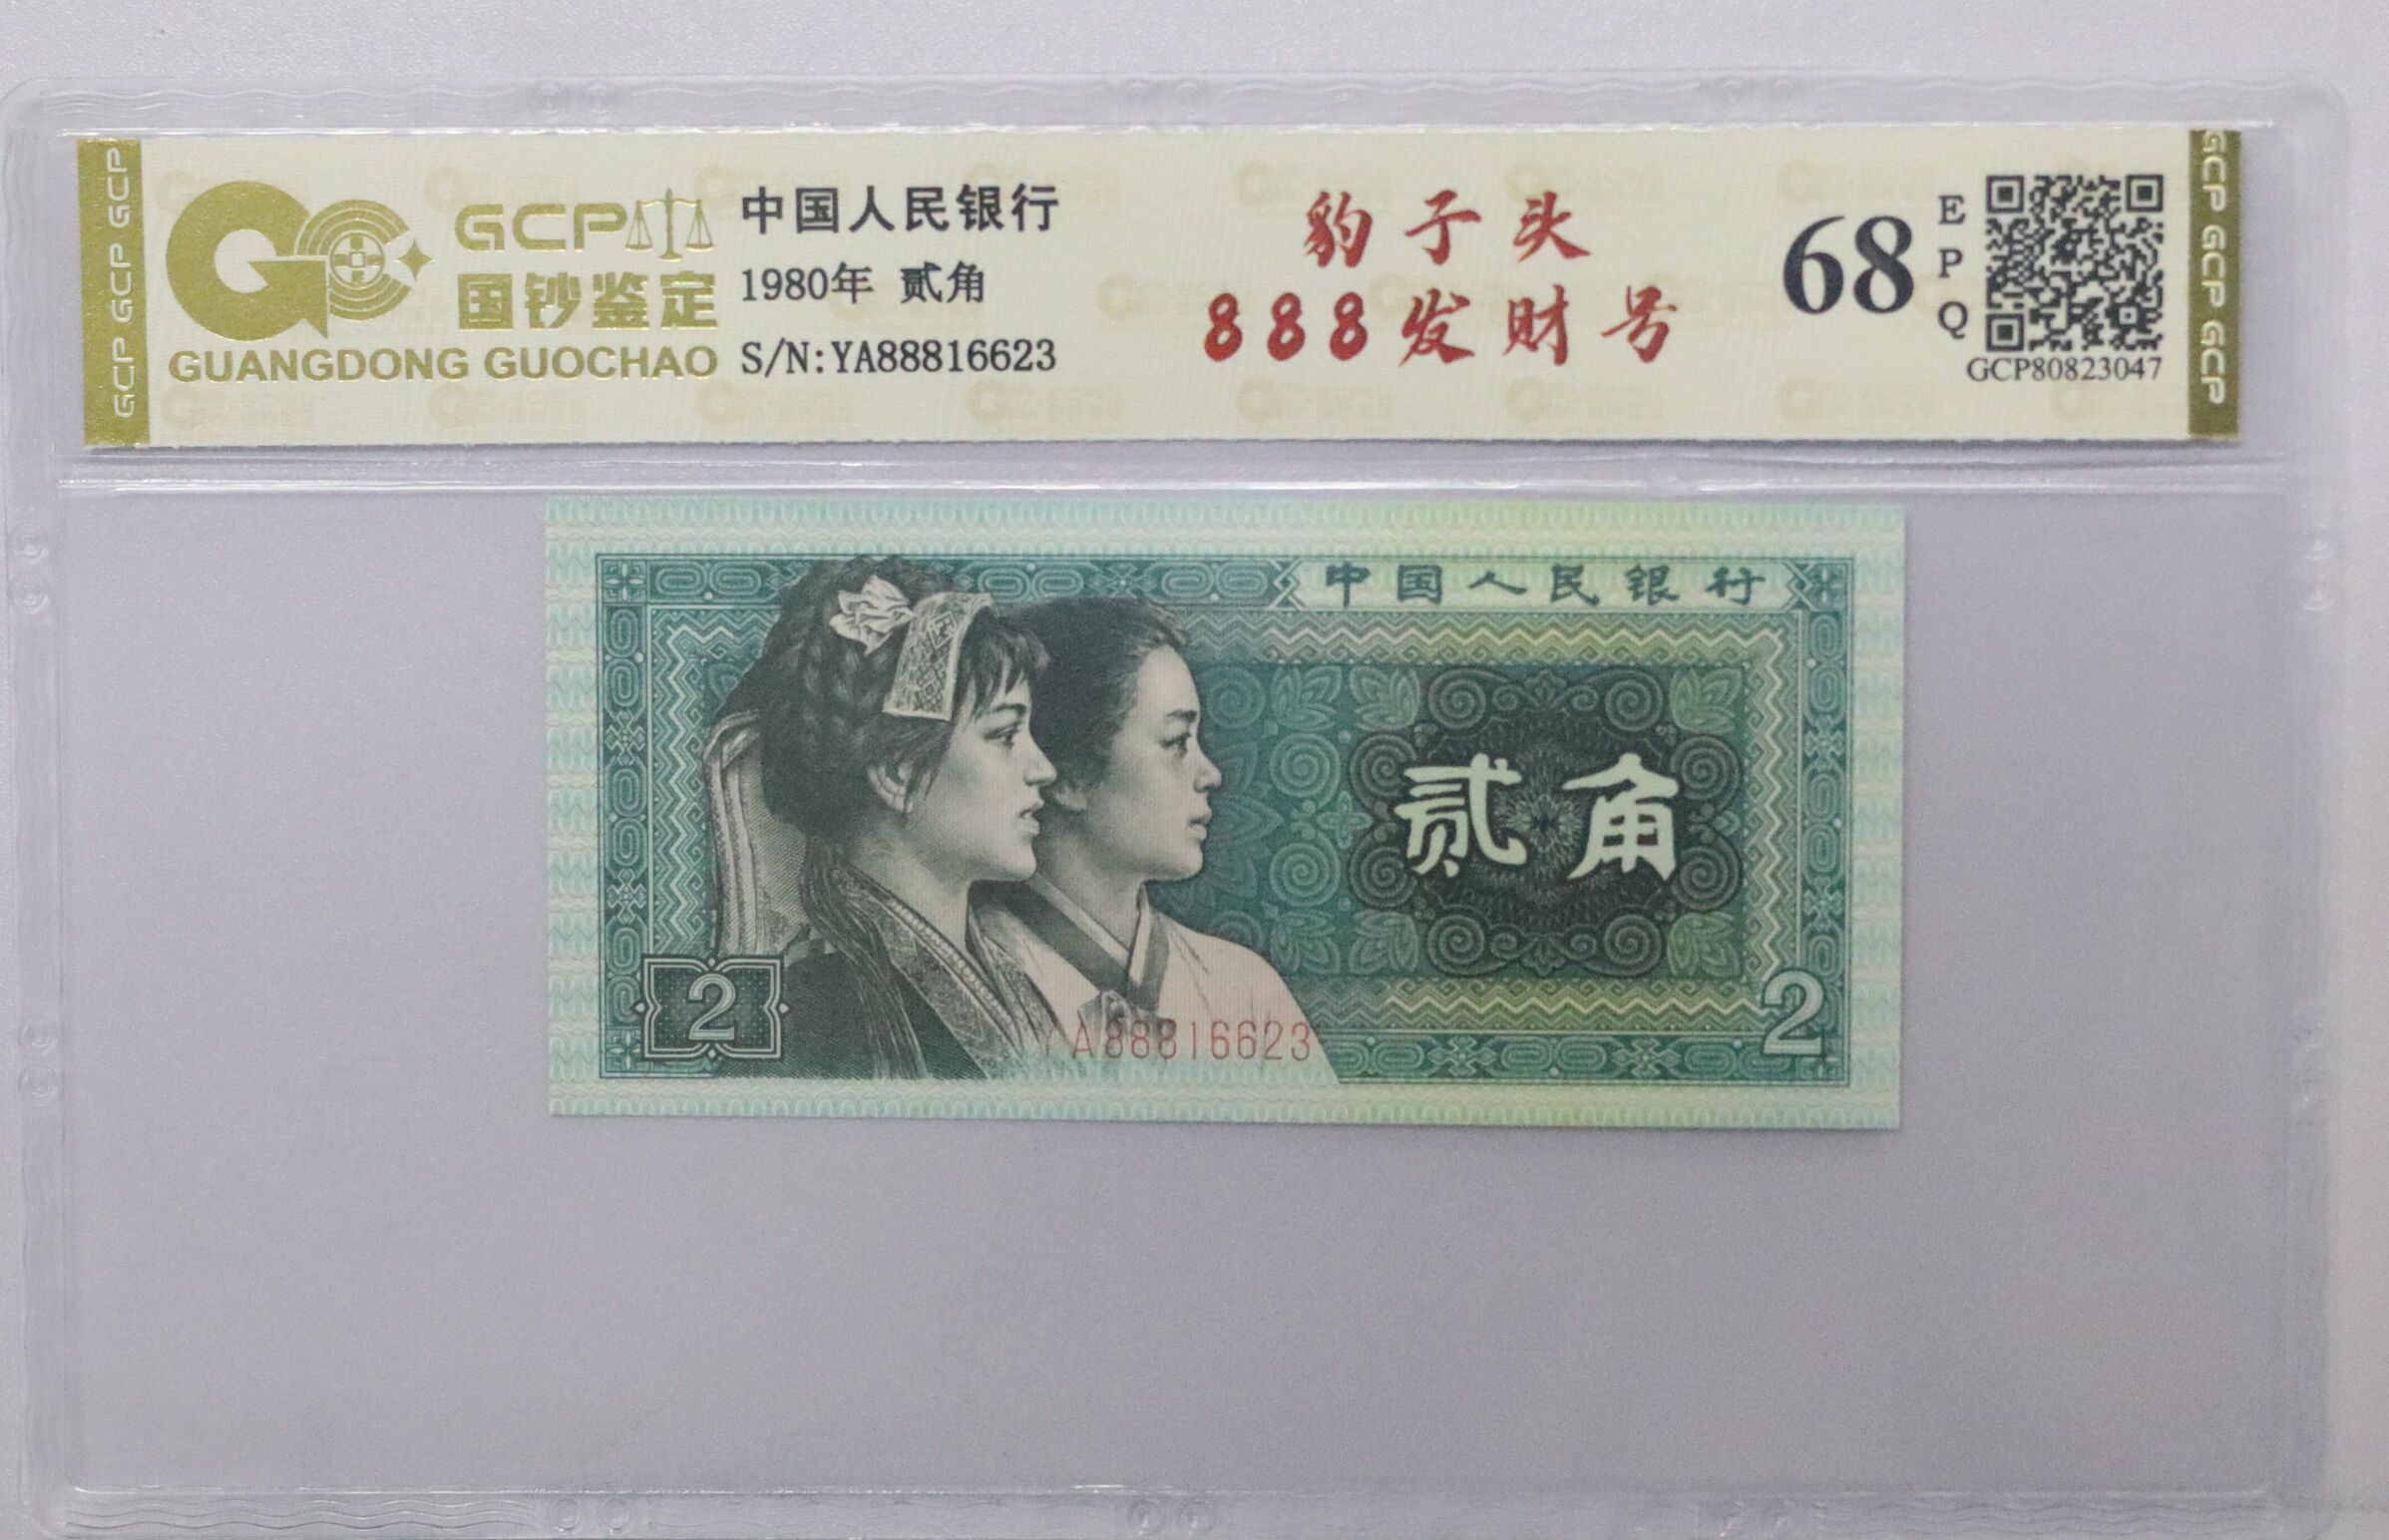 GCP GCP GCP
GCP
国钞鉴定
GUANGDONG GUOCHAO
中国人民银行
1980年 贰角
S/N:YA88816623
豹子头
888发财号
68
EPQ
GCP80823047
GCP GCP GCP
中国人民银行
贰角
2
2
YA88816623